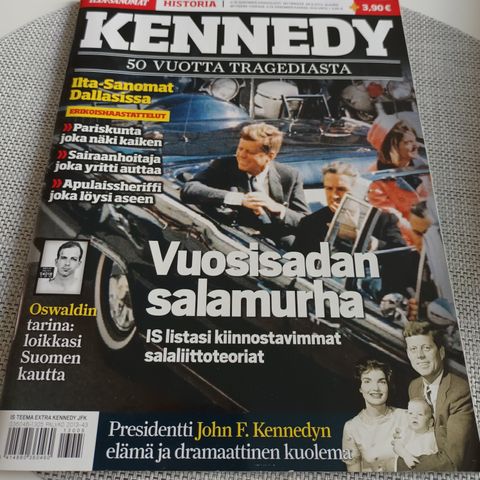 ILTA-SANOMAT HISTORIA
3,90 €
KENNEDY
50 VUOTTA TRAGEDIASTA
Ilta-Sanomat
Dallasissa
ERIKOISHAASTATTELUT
» Pariskunta
joka näki kaiken
» Sairaanhoitaja
joka yritti auttaa
» Apulaissheriffi
joka löysi aseen
Vuosisadan
salamurha
IS listasi kiinnostavimmat
salaliittoteoriat
Oswaldin
tarina:
loikkasi
Suomen
kautta
IS TEEMA EXTRA KENNEDY JFK
Presidentti John F. Kennedyn
elämä ja dramaattinen kuolema